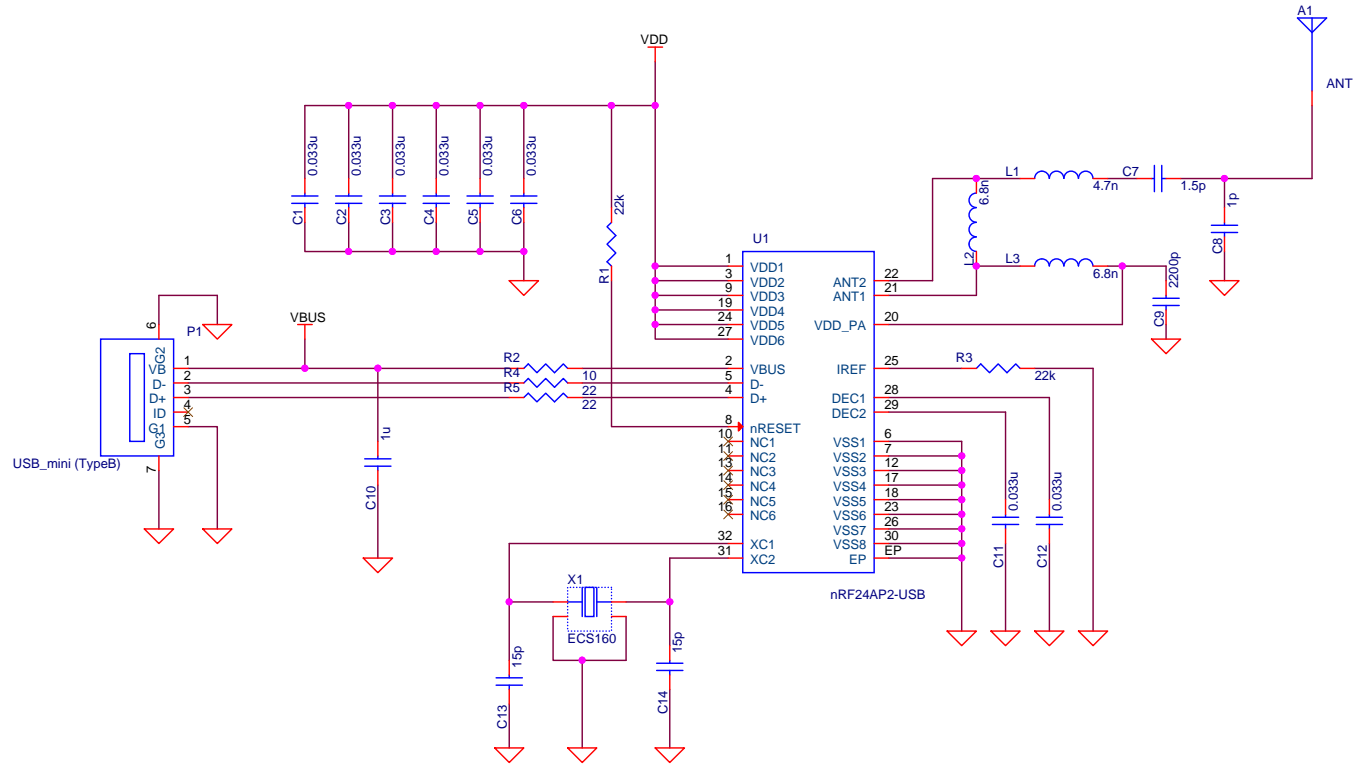 A1
ANT
VDD
0.033u
0.033u
0.033u
0.033u
0.033u
0.033u
C1
C2
C3
C4
C5
C6
22k
R1
L1
4.7n
C7
1.5p
6.8n
L2
L3
6.8n
1p
C8
2200p
C9
U1
1
3
9
19
24
27
VDD1
VDD2
VDD3
VDD4
VDD5
VDD6
ANT2
22
ANT1
21
VDD_PA
20
VBUS
P1
6
G2
1
VB
2
D-
3
D+
4
ID
5
G1
G3
7
USB_mini (TypeB)
R2
10
R4
22
R5
22
2
VBUS
5
D-
4
D+
IREF
25
R3
22k
DEC1
28
DEC2
29
8
nRESET
10
NC1
11
NC2
13
NC3
14
NC4
15
NC5
16
NC6
VSS1
6
VSS2
7
VSS3
12
VSS4
17
VSS5
18
VSS6
23
VSS7
26
VSS8
30
EP
EP
32
XC1
31
XC2
1u
C10
0.033u
C11
0.033u
C12
nRF24AP2-USB
X1
ECS160
15p
C13
15p
C14